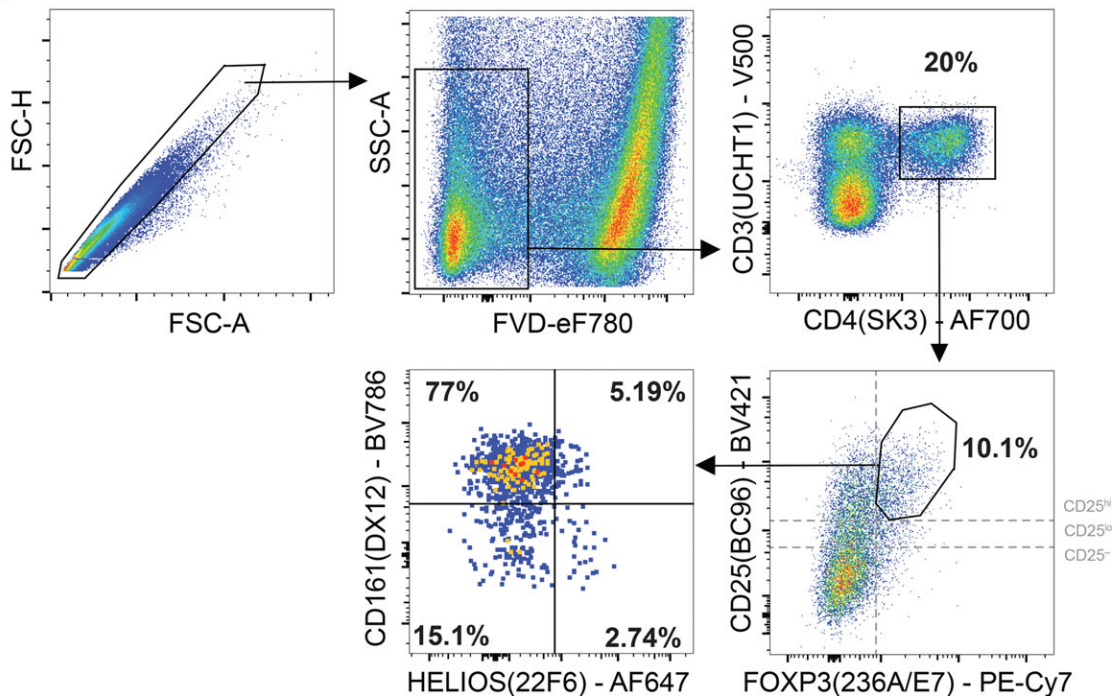 FSC-H
FSC-A
SSC-A
FVD-eF780
20%
CD3(UCHT1) - V500
CD4(SK3) - AF700
77%
5.19%
15.1%
2.74%
CD161(DX12) - BV786
HELIOS(22F6) - AF647
10.1%
CD25(BC96) - BV421
CD25hi
CD25lo
CD25–
FOXP3(236A/E7) - PE-Cy7